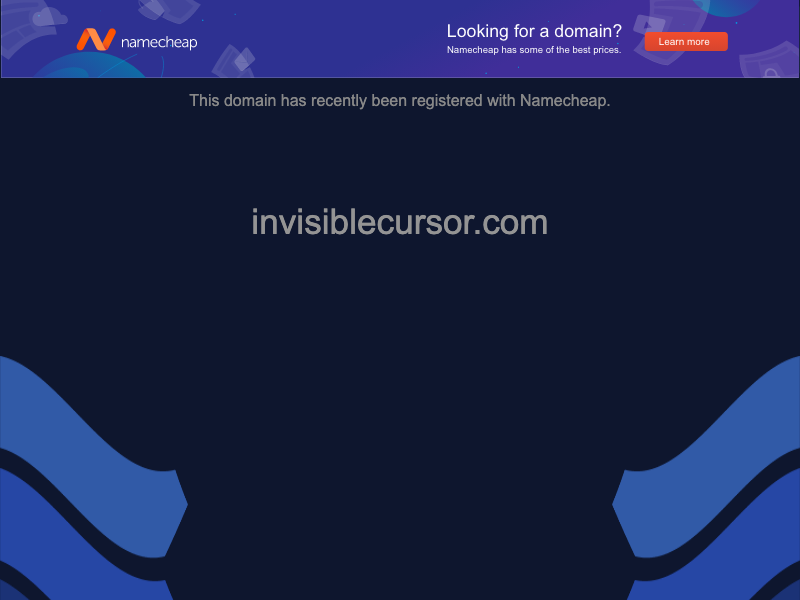 namecheap
Looking for a domain?
Namecheap has some of the best prices.
Learn more
This domain has recently been registered with Namecheap.
invisiblecursor.com